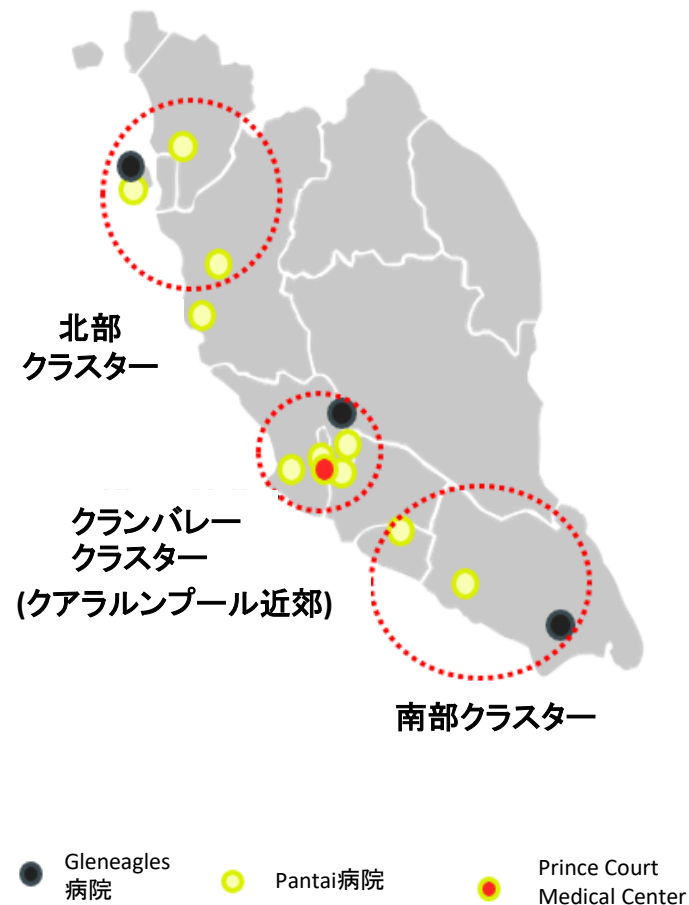 北部
クラスター
クランバレー
クラスター
(クアラルンプール近郊)
南部クラスター
Gleneagles
病院
Pantai病院
Prince Court
Medical Center